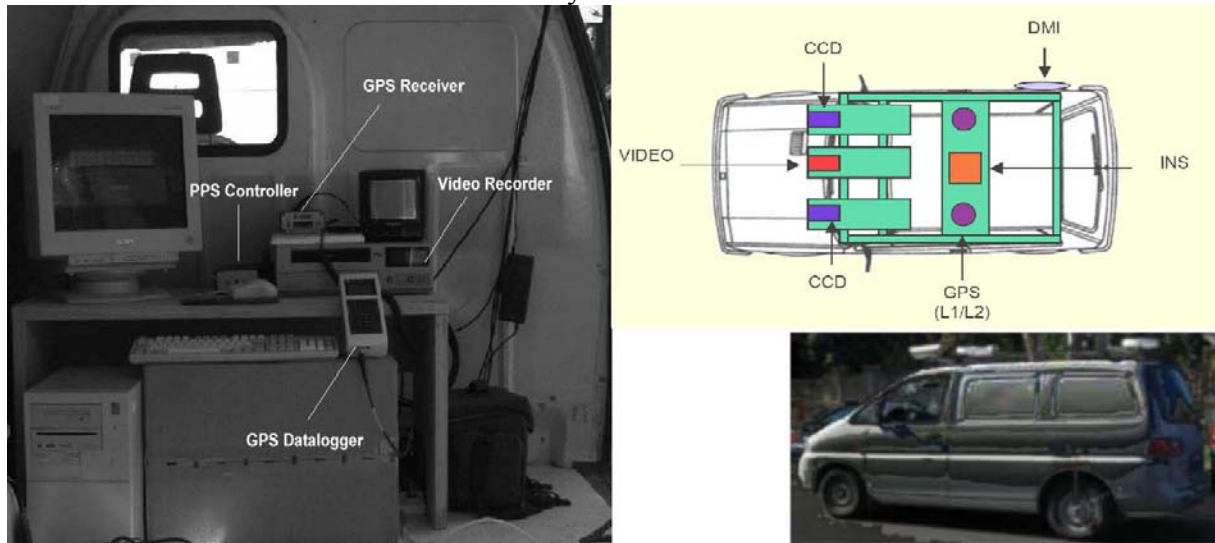 GPS Receiver
PPS Controller
Video Recorder
GPS Datalogger
DMI
CCD
VIDEO
INS
CCD
GPS
(L1/L2)